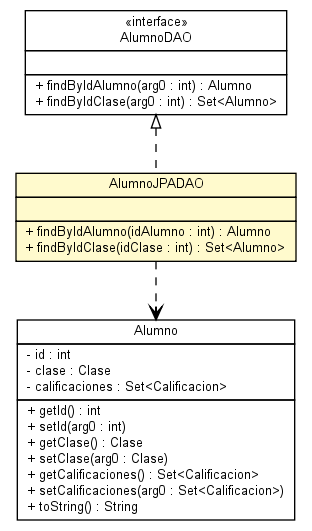 «interface»
AlumnoDAO
+ findByIdAlumno(arg0 : int) : Alumno
+ findByIdClase(arg0 : int) : Set<Alumno>
AlumnoJPADAO
+ findByIdAlumno(idAlumno : int) : Alumno
+ findByIdClase(idClase : int) : Set<Alumno>
Alumno
- id : int
- clase : Clase
- calificaciones : Set<Calificacion>
+ getId() : int
+ setId(arg0 : int)
+ getClase() : Clase
+ setClase(arg0 : Clase)
+ getCalificaciones() : Set<Calificacion>
+ setCalificaciones(arg0 : Set<Calificacion>)
+ toString() : String